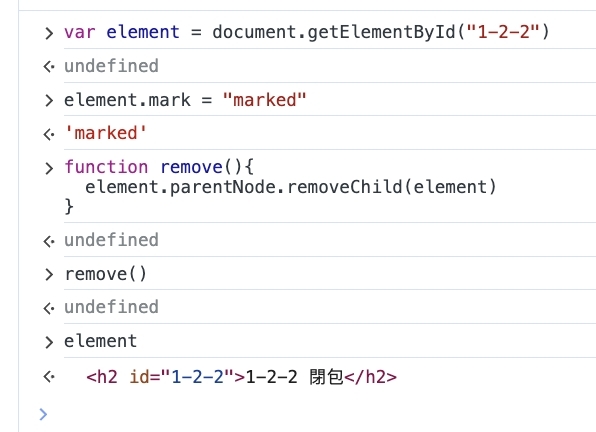 > var element = document.getElementById("1-2-2")
<· undefined
> element.mark = "marked"
<· 'marked'
> function remove(){
element.parentNode.removeChild(element)
}
<· undefined
> remove()
<· undefined
> element
<· <h2 id="1-2-2">1-2-2 閉包</h2>
>